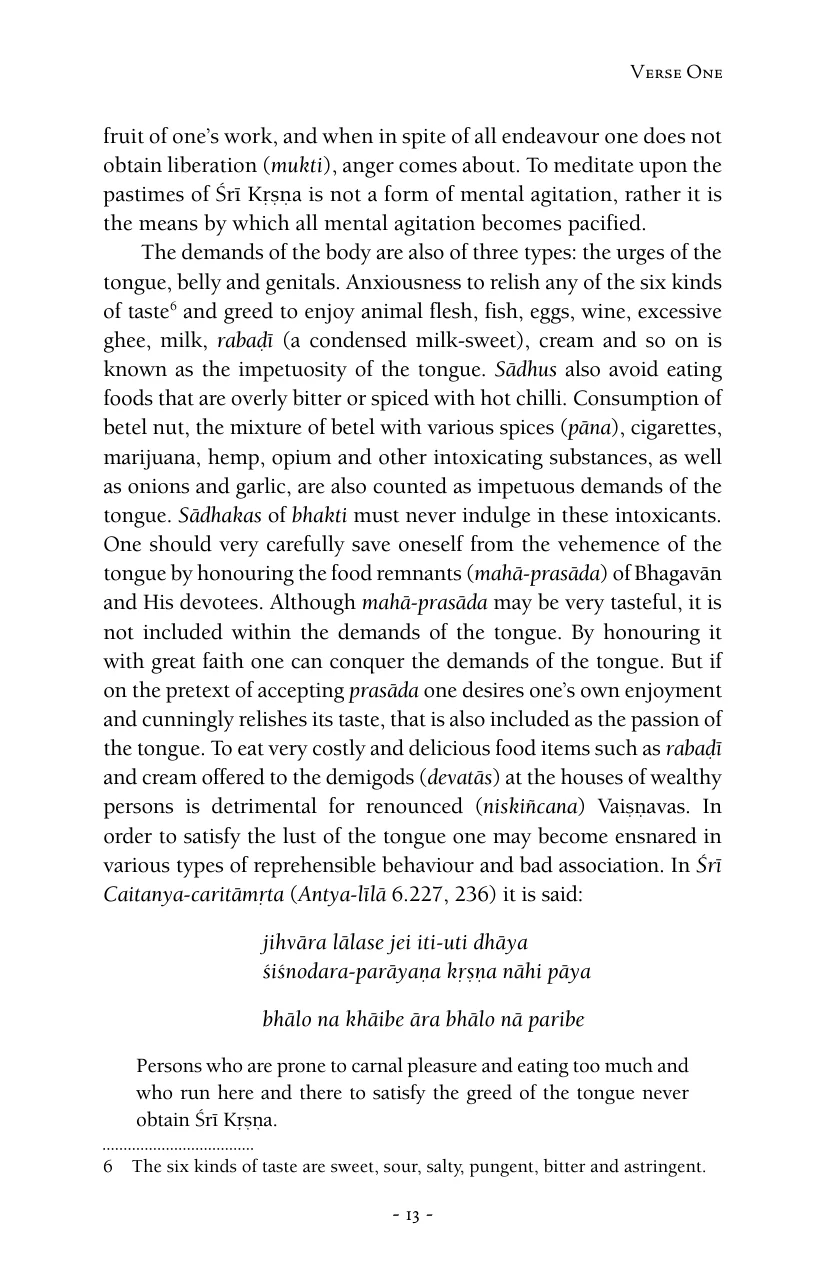 Verse One
fruit of one’s work, and when in spite of all endeavour one does not
obtain liberation (mukti), anger comes about. To meditate upon the
pastimes of Śrī Kṛṣṇa is not a form of mental agitation, rather it is
the means by which all mental agitation becomes pacified.
The demands of the body are also of three types: the urges of the
tongue, belly and genitals. Anxiousness to relish any of the six kinds
of taste⁶ and greed to enjoy animal flesh, fish, eggs, wine, excessive
ghee, milk, rabaḍī (a condensed milk-sweet), cream and so on is
known as the impetuosity of the tongue. Sādhus also avoid eating
foods that are overly bitter or spiced with hot chilli. Consumption of
betel nut, the mixture of betel with various spices (pāna), cigarettes,
marijuana, hemp, opium and other intoxicating substances, as well
as onions and garlic, are also counted as impetuous demands of the
tongue. Sādhakas of bhakti must never indulge in these intoxicants.
One should very carefully save oneself from the vehemence of the
tongue by honouring the food remnants (mahā-prasāda) of Bhagavān
and His devotees. Although mahā-prasāda may be very tasteful, it is
not included within the demands of the tongue. By honouring it
with great faith one can conquer the demands of the tongue. But if
on the pretext of accepting prasāda one desires one’s own enjoyment
and cunningly relishes its taste, that is also included as the passion of
the tongue. To eat very costly and delicious food items such as rabaḍī
and cream offered to the demigods (devatās) at the houses of wealthy
persons is detrimental for renounced (niskiñcana) Vaiṣṇavas. In
order to satisfy the lust of the tongue one may become ensnared in
various types of reprehensible behaviour and bad association. In Śrī
Caitanya-caritāmṛta (Antya-līlā 6.227, 236) it is said:
jihvāra lālase jei iti-uti dhāya
śiśnodara-parāyaṇa kṛṣṇa nāhi pāya
bhālo na khāibe āra bhālo nā paribe
Persons who are prone to carnal pleasure and eating too much and
who run here and there to satisfy the greed of the tongue never
obtain Śrī Kṛṣṇa.
6 The six kinds of taste are sweet, sour, salty, pungent, bitter and astringent.
- 13 -